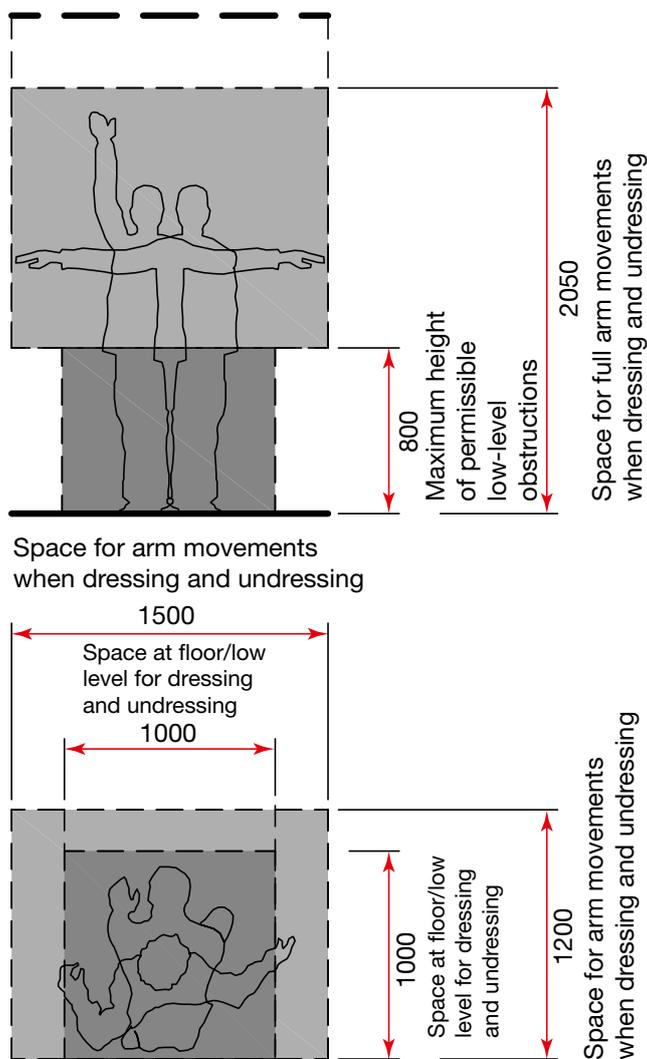 2050
Space for full arm movements
when dressing and undressing
800
Maximum height
of permissible
low-level
obstructions
Space for arm movements
when dressing and undressing
1500
Space at floor/low
level for dressing
and undressing
1000
1000
Space at floor/low
level for dressing
and undressing
1200
Space for arm movements
when dressing and undressing